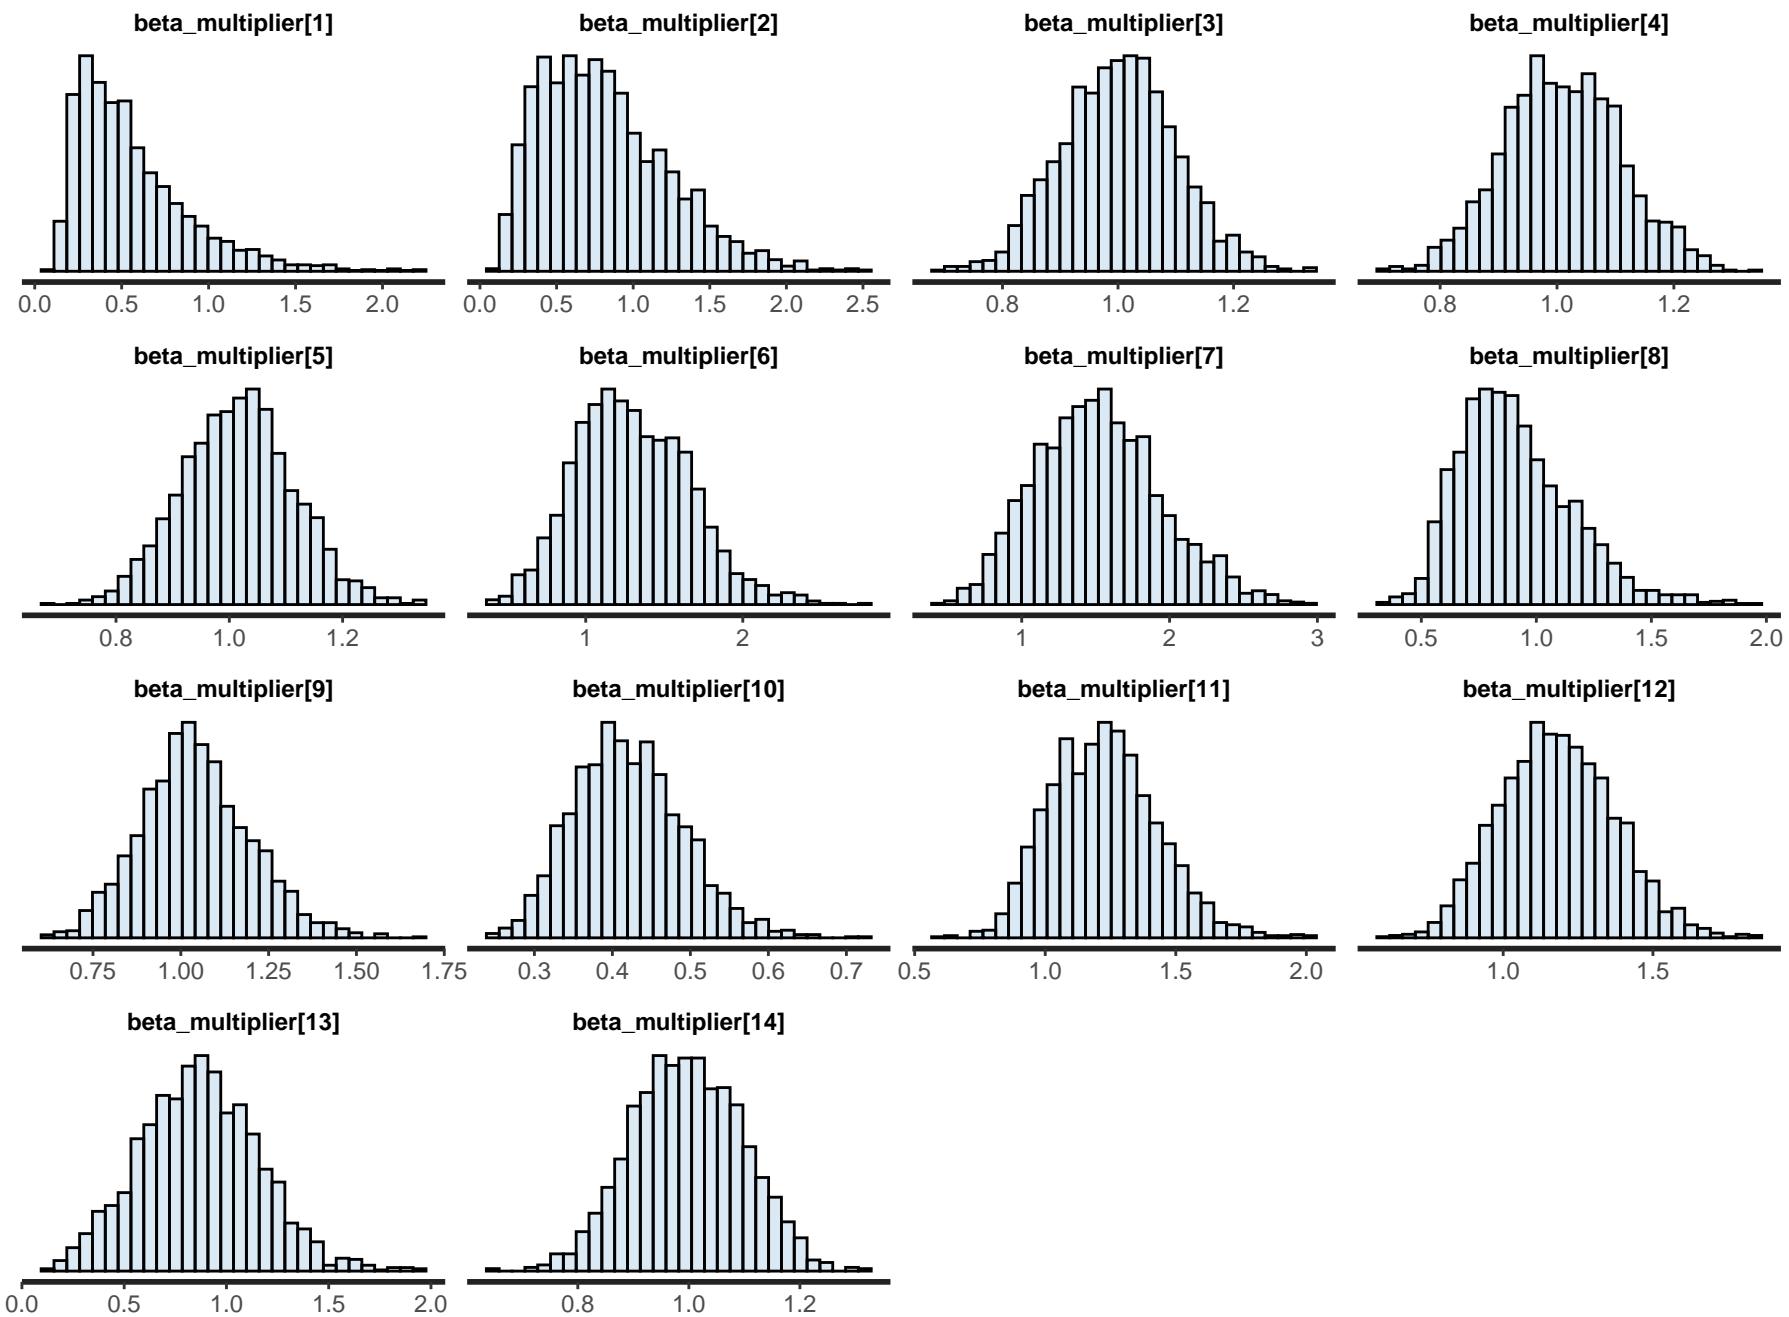 beta_multiplier[1] beta_multiplier[2] beta_multiplier[3] beta_multiplier[4]
0.0 0.5 1.0 1.5 2.0 0.0 0.5 1.0 1.5 2.0 2.5 0.8 1.0 1.2 0.8 1.0 1.2
beta_multiplier[5] beta_multiplier[6] beta_multiplier[7] beta_multiplier[8]
0.8 1.0 1.2 1 2 1 2 3 0.5 1.0 1.5 2.0
beta_multiplier[9] beta_multiplier[10] beta_multiplier[11] beta_multiplier[12]
0.75 1.00 1.25 1.50 1.75 0.3 0.4 0.5 0.6 0.7 0.5 1.0 1.5 2.0 1.0 1.5
beta_multiplier[13] beta_multiplier[14]
0.0 0.5 1.0 1.5 2.0 0.8 1.0 1.2